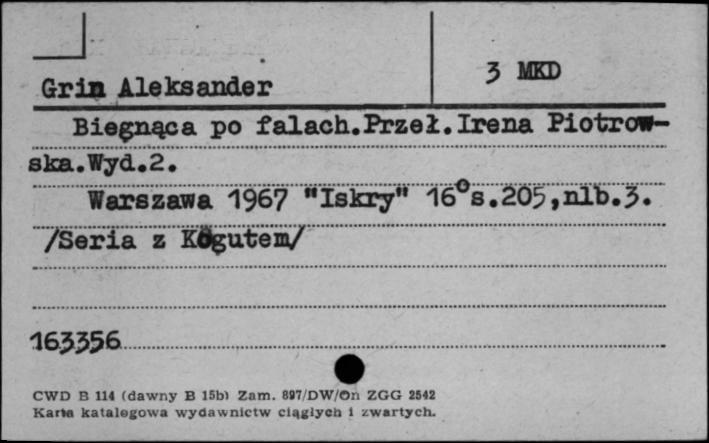 3 MKD
Grin Aleksander
Biegnąca po falach.Przeł.Irena Piotrow-
ska.Wyd.2.
Warszawa 1967 "Iskry" 16°s.205,nlb.3.
/Seria z Kogutem/
163356
CWD B 114 (dawny B 15b) Zam. 897/DW/On ZGG 2542
Karta katalogowa wydawnictw ciągłych i zwartych.